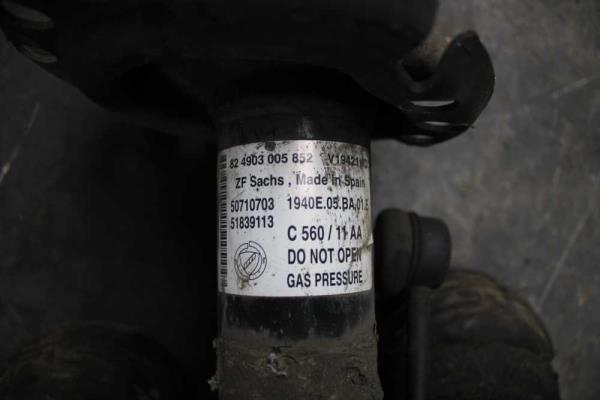 82 4903 005 852
ZF Sachs , Made in Spain
50710703 1940E.05.BA.01.E
51839113
C 560 / 11 AA
DO NOT OPEN
GAS PRESSURE